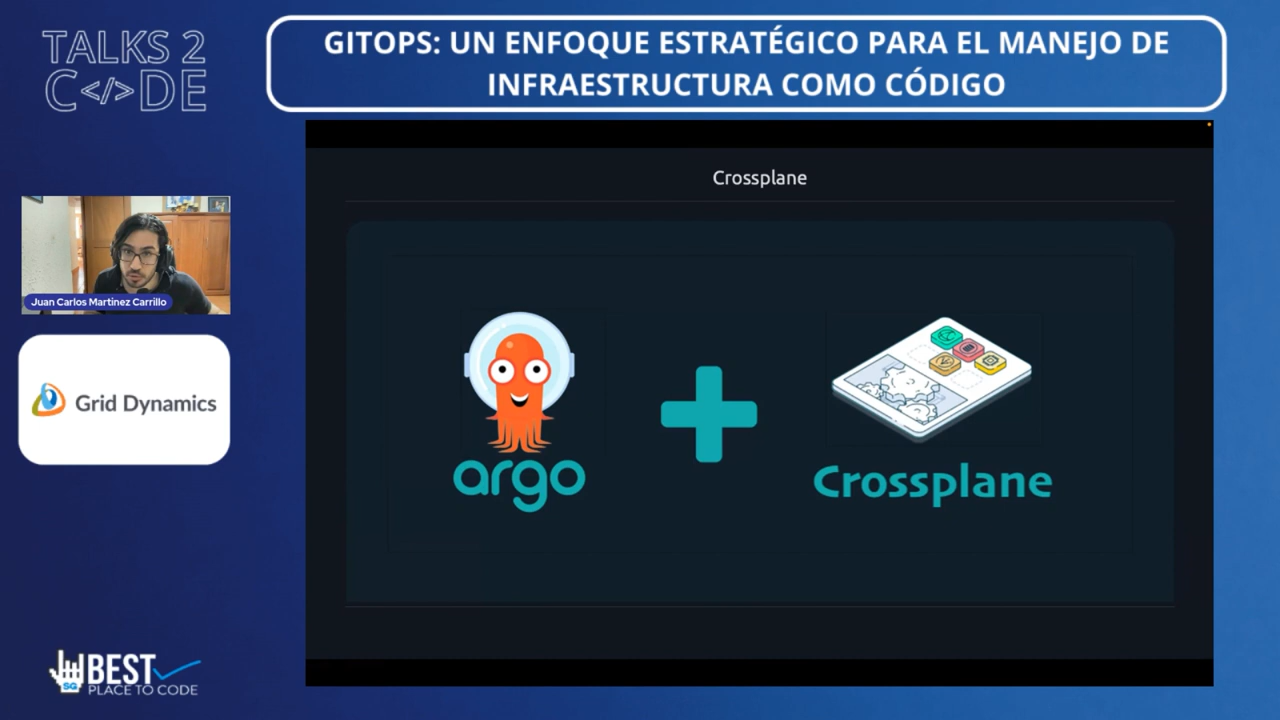 TALKS 2
C</>DE
GITOPS: UN ENFOQUE ESTRATÉGICO PARA EL MANEJO DE
INFRAESTRUCTURA COMO CÓDIGO
Crossplane
Juan Carlos Martinez Carrillo
Grid Dynamics
argo
Crossplane
SG
BEST
PLACE TO CODE